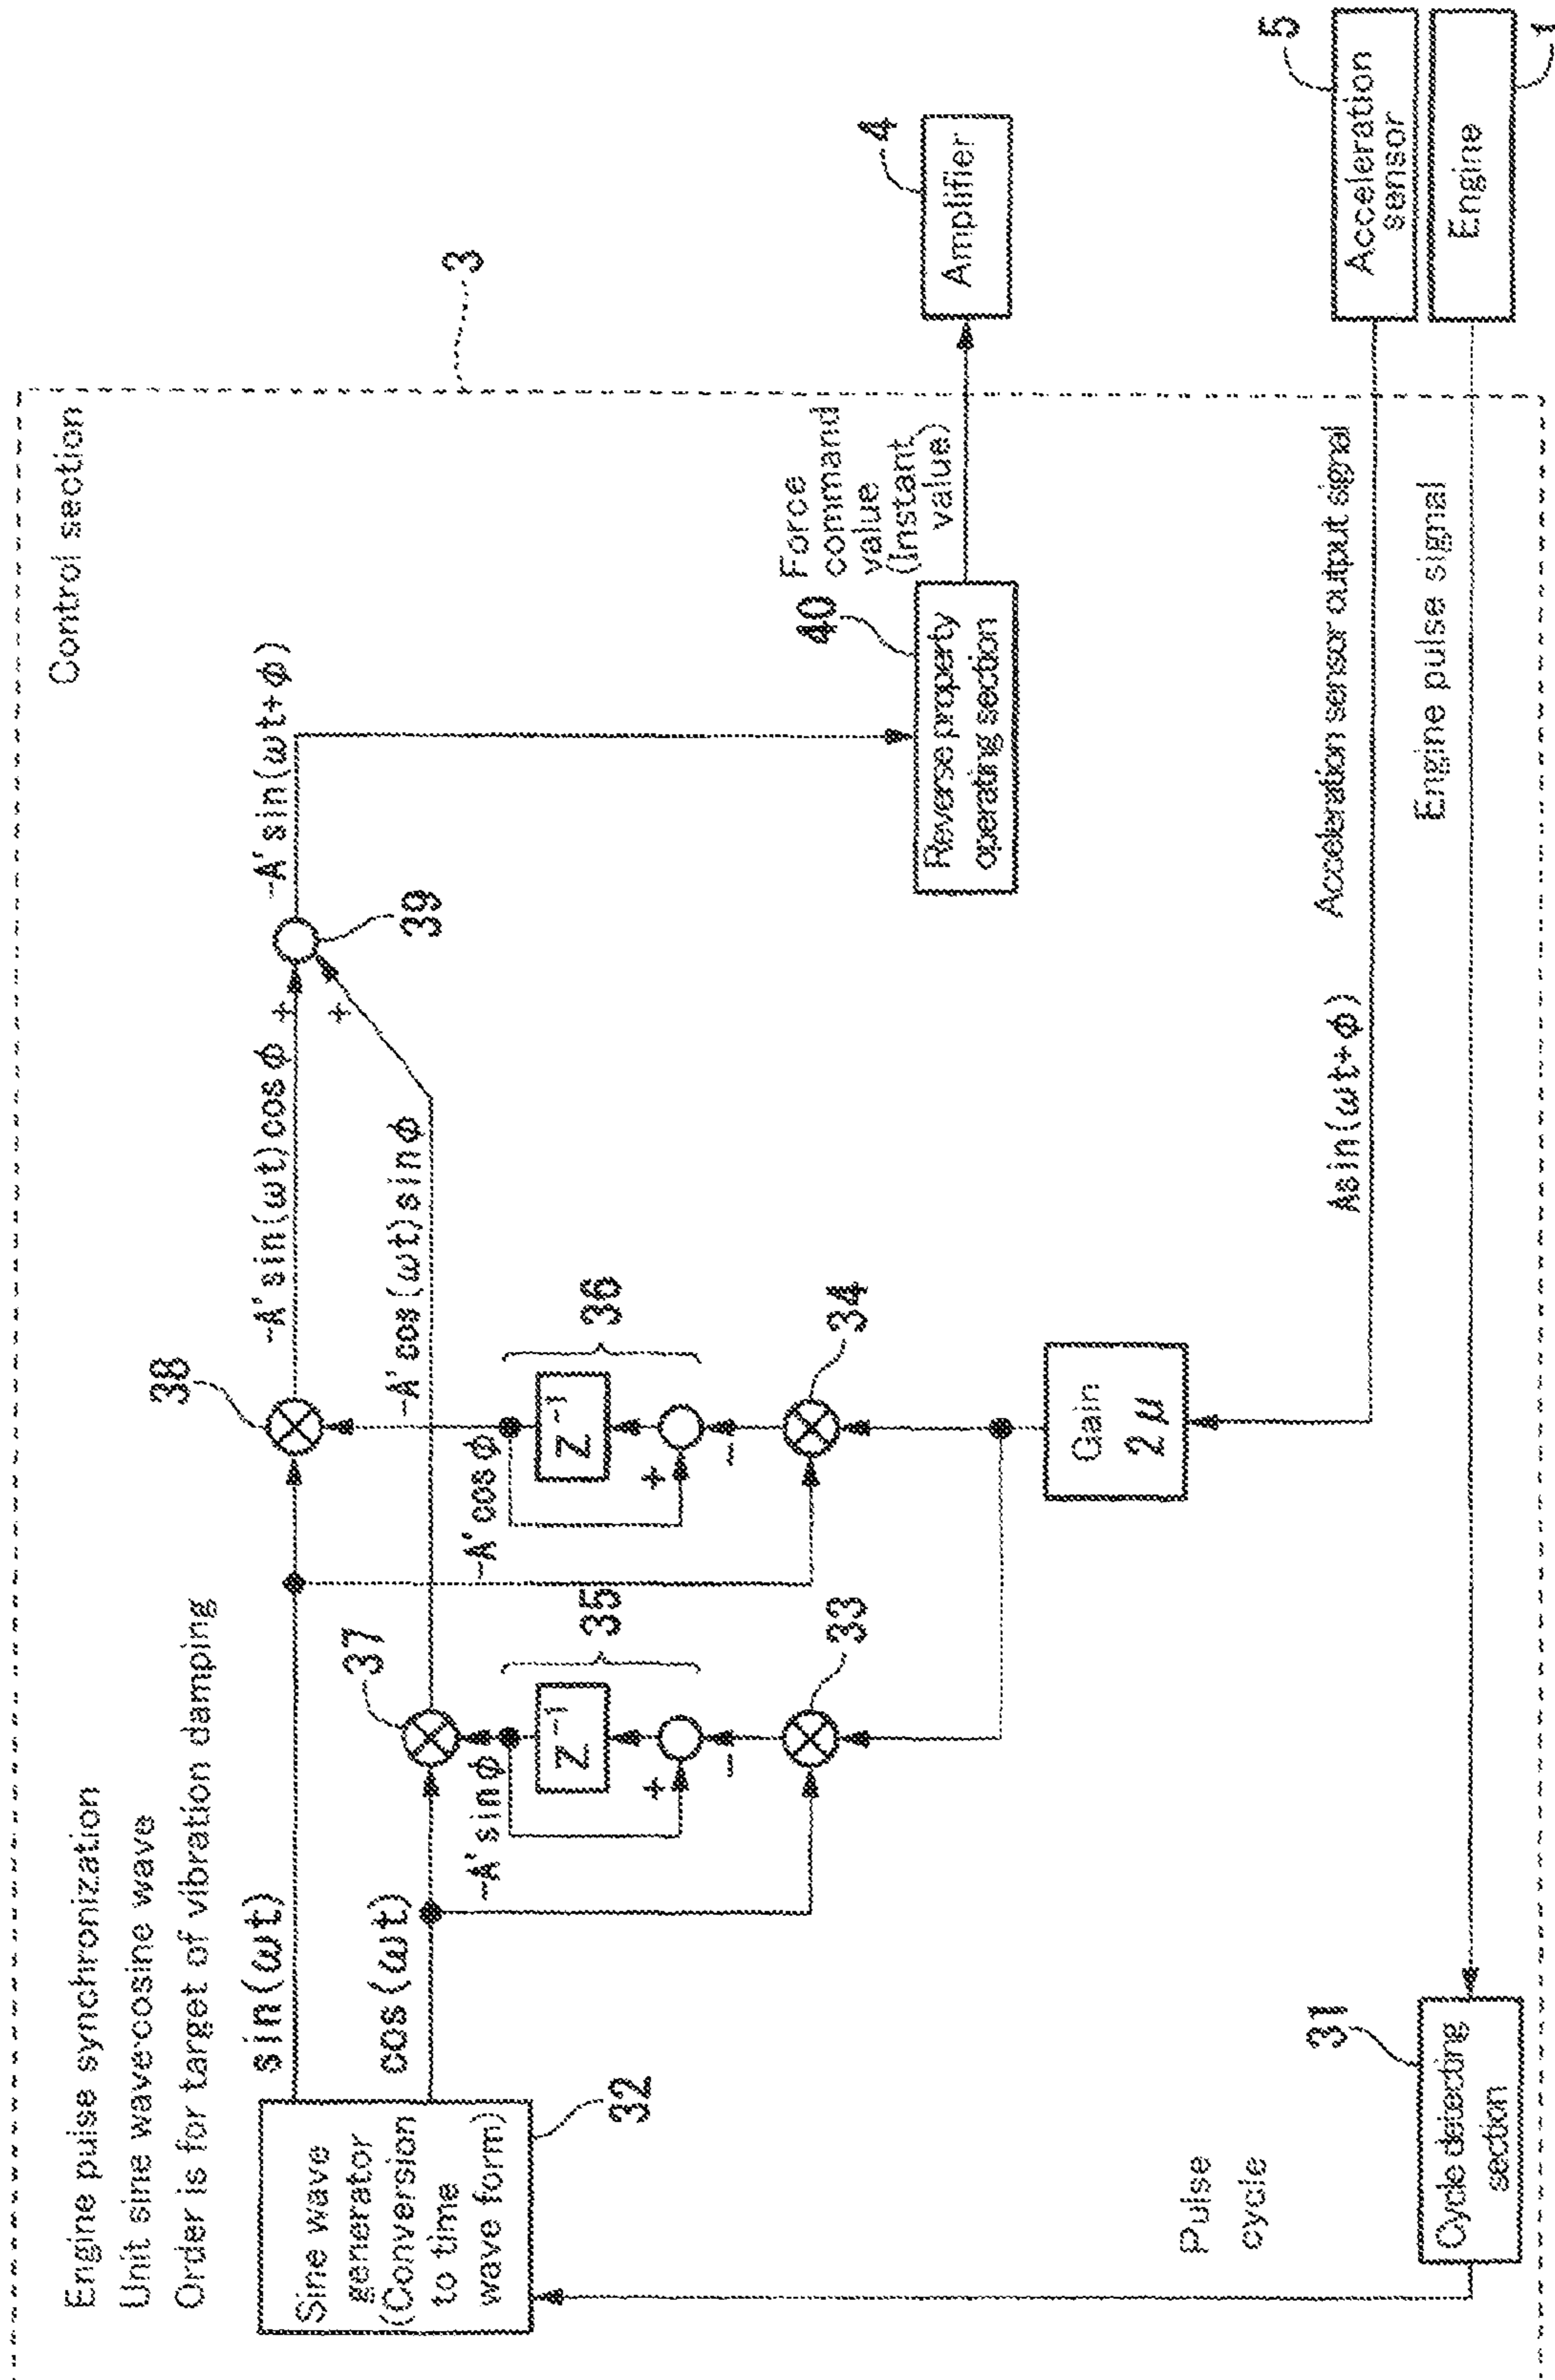 Control section
3
Engine pulse synchronization
Unit sine wave·cosine wave
Order is for target of vibration damping
Sine wave
generator
(Conversion
to time
wave form)
32
sin(ωt)
cos(ωt)
37
38
-A'sin(ωt)cosφ
-A'cos(ωt)sinφ
+
+
39
-A'sin(ωt+φ)
-A'sinφ
Z⁻¹
35
+
-
33
-A'cosφ
Z⁻¹
36
+
-
34
Gain
2μ
40
Reverse property
operating section
Force
command
value
(Instant
value)
4
Amplifier
Asin(ωt+φ)
Acceleration sensor output signal
5
Acceleration
sensor
Engine pulse signal
Engine
1
Pulse
cycle
31
Cycle detecting
section